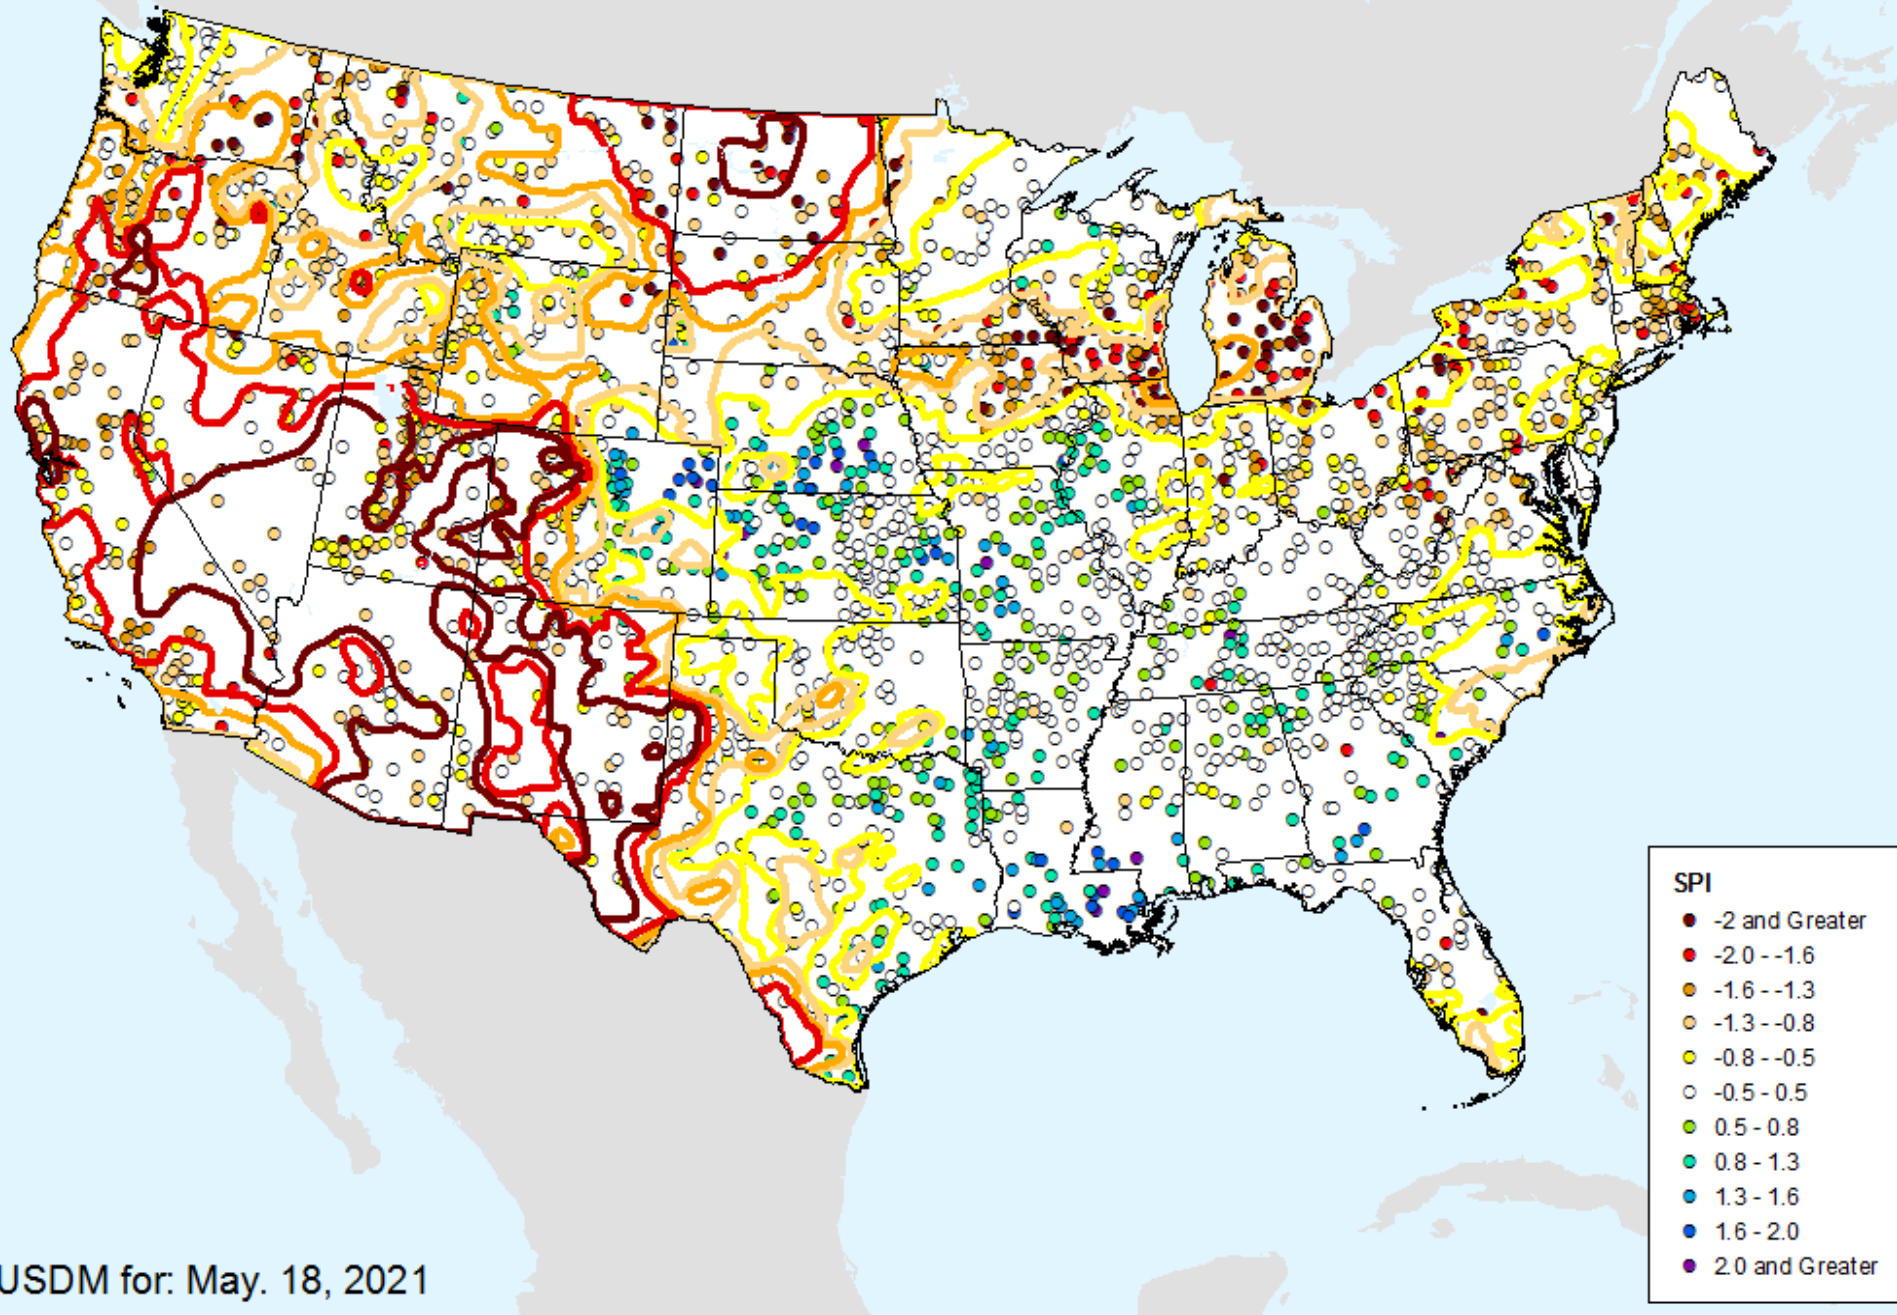 SPI
-2 and Greater
-2.0 - -1.6
-1.6 - -1.3
-1.3 - -0.8
-0.8 - -0.5
-0.5 - 0.5
0.5 - 0.8
0.8 - 1.3
1.3 - 1.6
1.6 - 2.0
2.0 and Greater
USDM for: May. 18, 2021